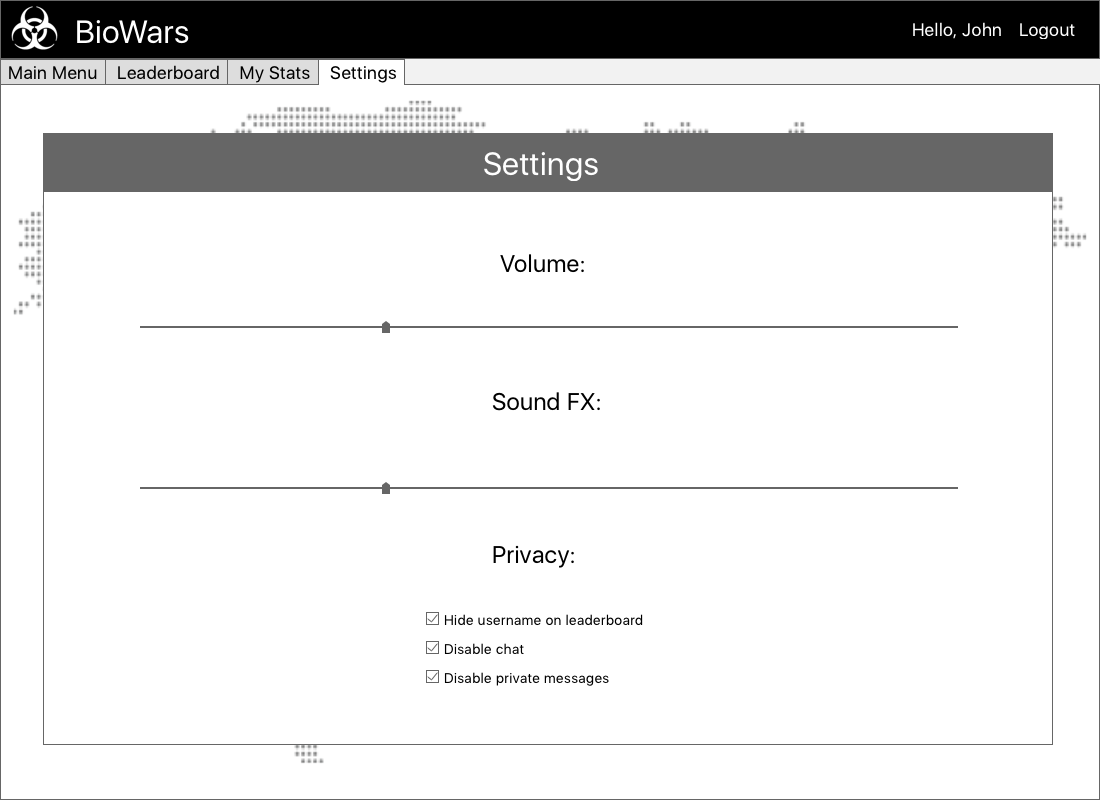 BioWars
Hello, John Logout
Main Menu Leaderboard My Stats Settings
Settings
Volume:
Sound FX:
Privacy:
Hide username on leaderboard
Disable chat
Disable private messages